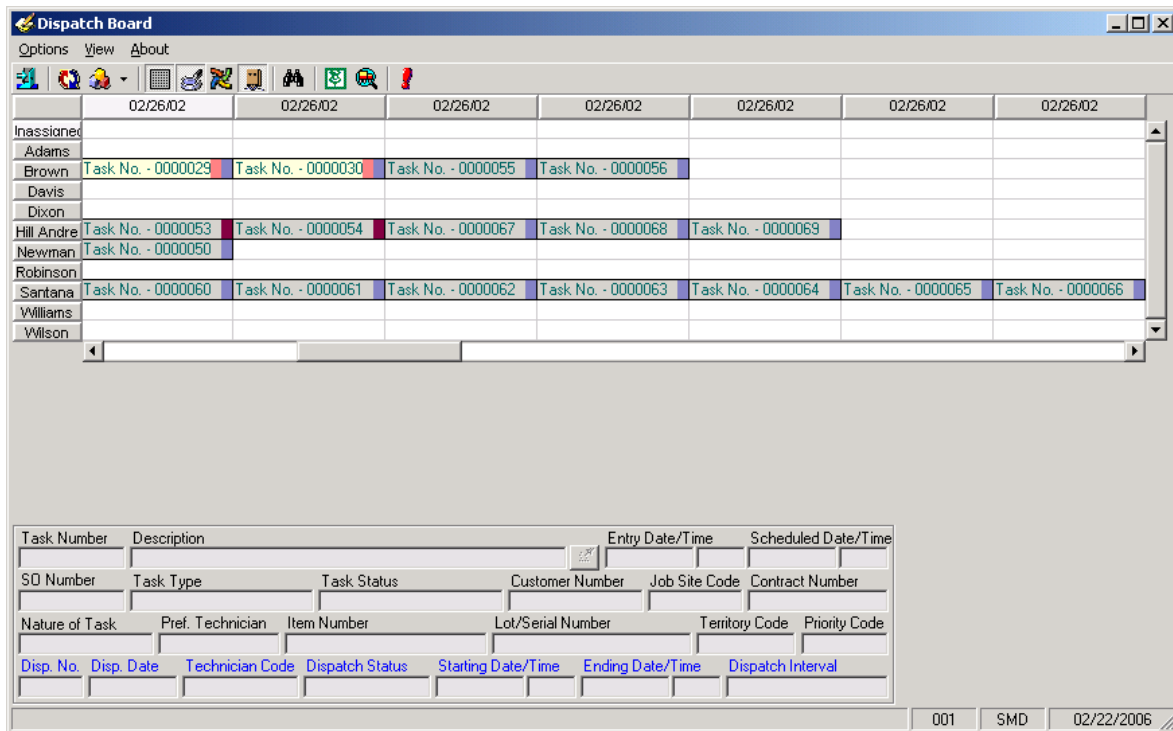 Dispatch Board
Options View About
02/26/02 02/26/02 02/26/02 02/26/02 02/26/02 02/26/02 02/26/02
Inassigned
Adams
Brown Task No. - 0000029 Task No. - 0000030 Task No. - 0000055 Task No. - 0000056
Davis
Dixon
Hill Andre Task No. - 0000053 Task No. - 0000054 Task No. - 0000067 Task No. - 0000068 Task No. - 0000069
Newman Task No. - 0000050
Robinson
Santana Task No. - 0000060 Task No. - 0000061 Task No. - 0000062 Task No. - 0000063 Task No. - 0000064 Task No. - 0000065 Task No. - 0000066
Williams
Wilson
Task Number Description Entry Date/Time Scheduled Date/Time
SO Number Task Type Task Status Customer Number Job Site Code Contract Number
Nature of Task Pref. Technician Item Number Lot/Serial Number Territory Code Priority Code
Disp. No. Disp. Date Technician Code Dispatch Status Starting Date/Time Ending Date/Time Dispatch Interval
001 SMD 02/22/2006